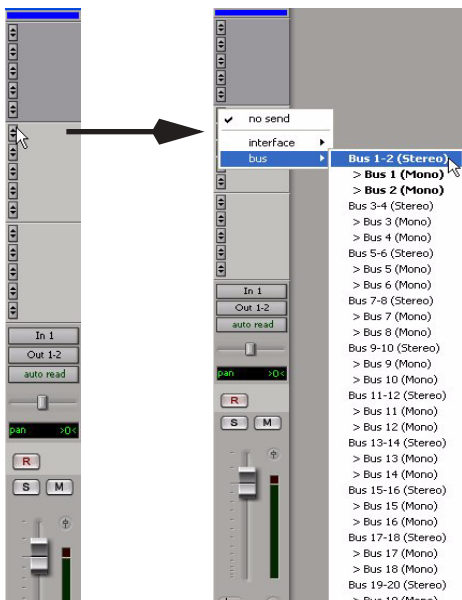 In 1
Out 1-2
auto read
pan >0<
R
S M
no send
interface
bus
In 1
Out 1-2
auto read
pan >0<
R
S M
Bus 1-2 (Stereo)
> Bus 1 (Mono)
> Bus 2 (Mono)
Bus 3-4 (Stereo)
> Bus 3 (Mono)
> Bus 4 (Mono)
Bus 5-6 (Stereo)
> Bus 5 (Mono)
> Bus 6 (Mono)
Bus 7-8 (Stereo)
> Bus 7 (Mono)
> Bus 8 (Mono)
Bus 9-10 (Stereo)
> Bus 9 (Mono)
> Bus 10 (Mono)
Bus 11-12 (Stereo)
> Bus 11 (Mono)
> Bus 12 (Mono)
Bus 13-14 (Stereo)
> Bus 13 (Mono)
> Bus 14 (Mono)
Bus 15-16 (Stereo)
> Bus 15 (Mono)
> Bus 16 (Mono)
Bus 17-18 (Stereo)
> Bus 17 (Mono)
> Bus 18 (Mono)
Bus 19-20 (Stereo)
> Bus 19 (Mono)